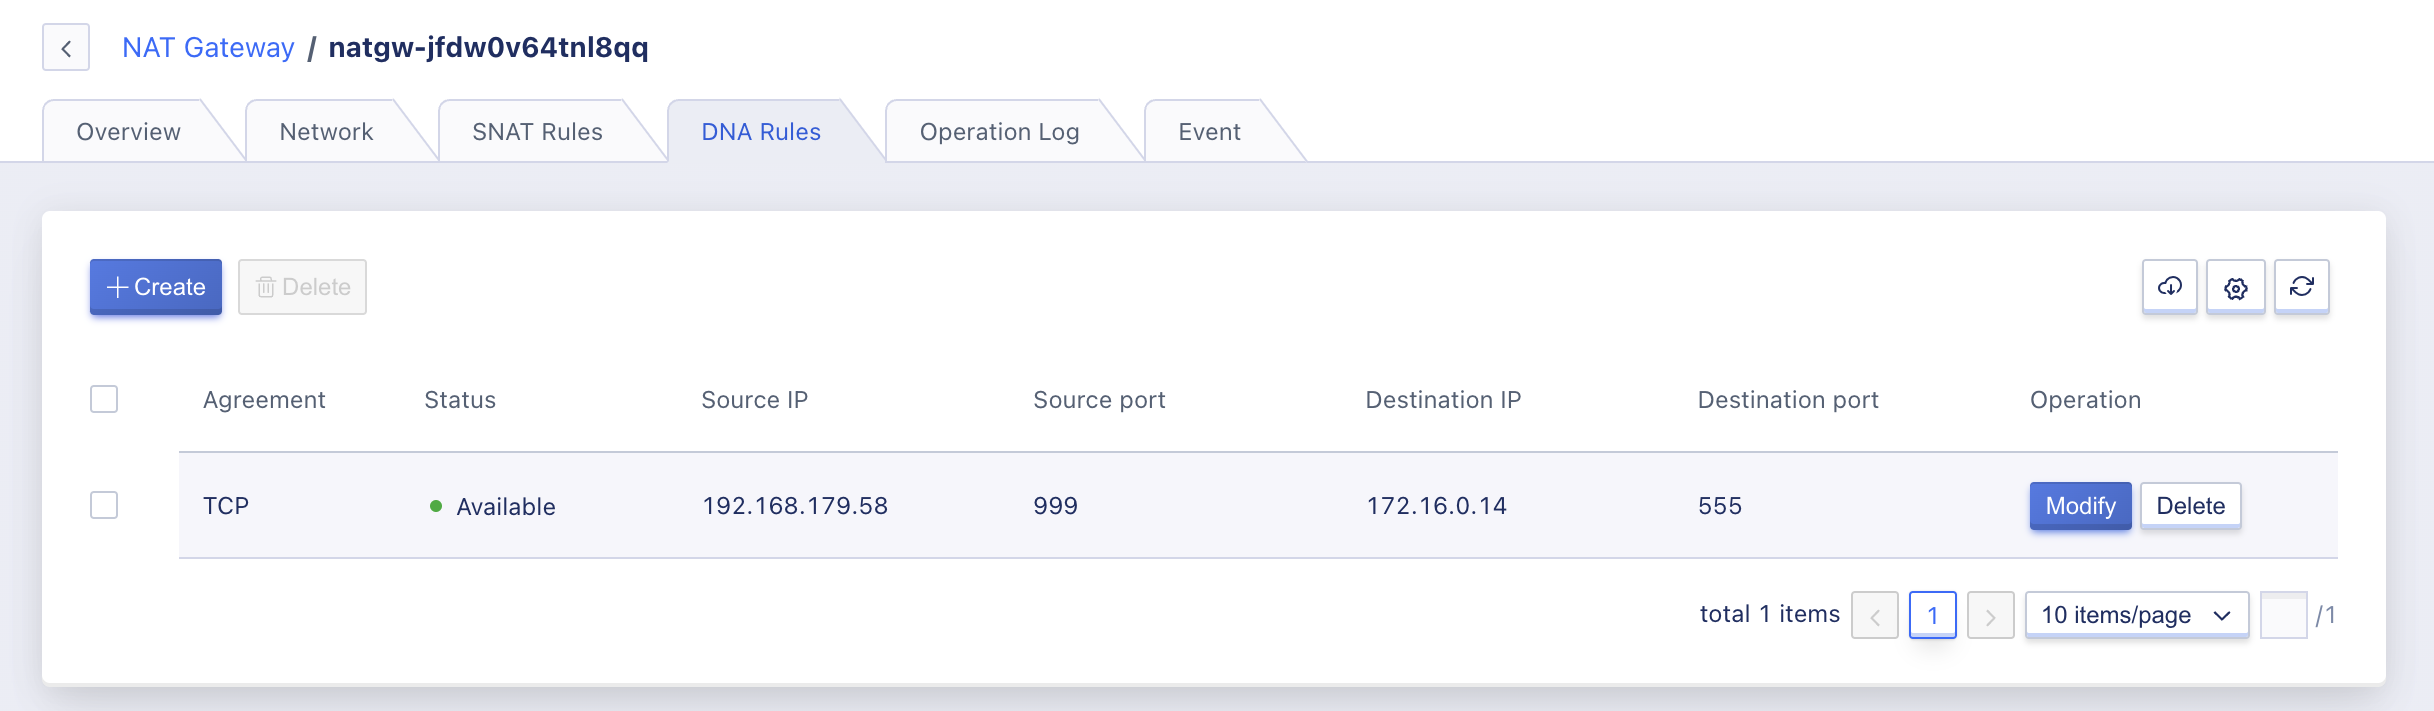 NAT Gateway / natgw-jfdw0v64tnl8qq
Overview Network SNAT Rules DNA Rules Operation Log Event
Create Delete
Agreement Status Source IP Source port Destination IP Destination port Operation
TCP Available 192.168.179.58 999 172.16.0.14 555 Modify Delete
total 1 items 1 10 items/page /1